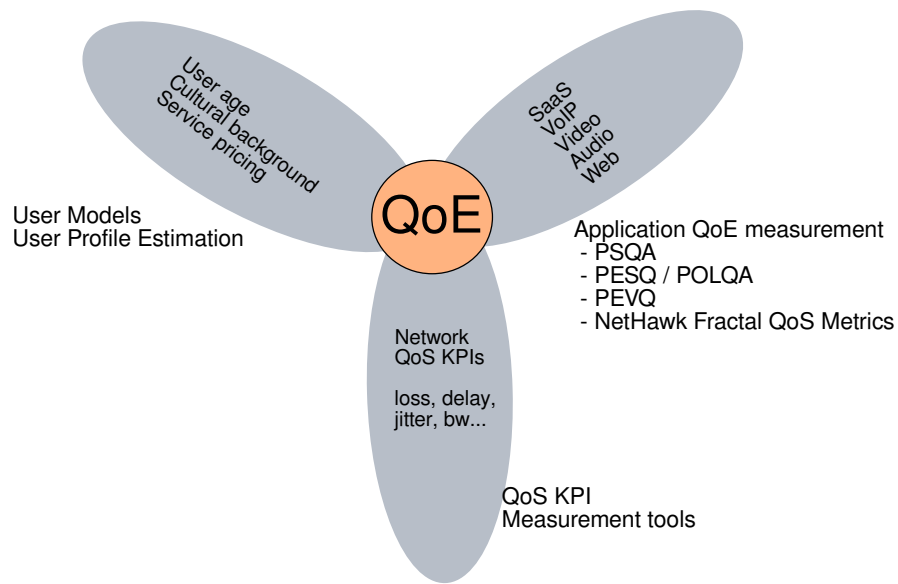 User age
Cultural background
Service pricing
SaaS
VoIP
Video
Audio
Web
QoE
User Models
User Profile Estimation
Application QoE measurement
- PSQA
- PESQ / POLQA
- PEVQ
- NetHawk Fractal QoS Metrics
Network
QoS KPIs
loss, delay,
jitter, bw...
QoS KPI
Measurement tools